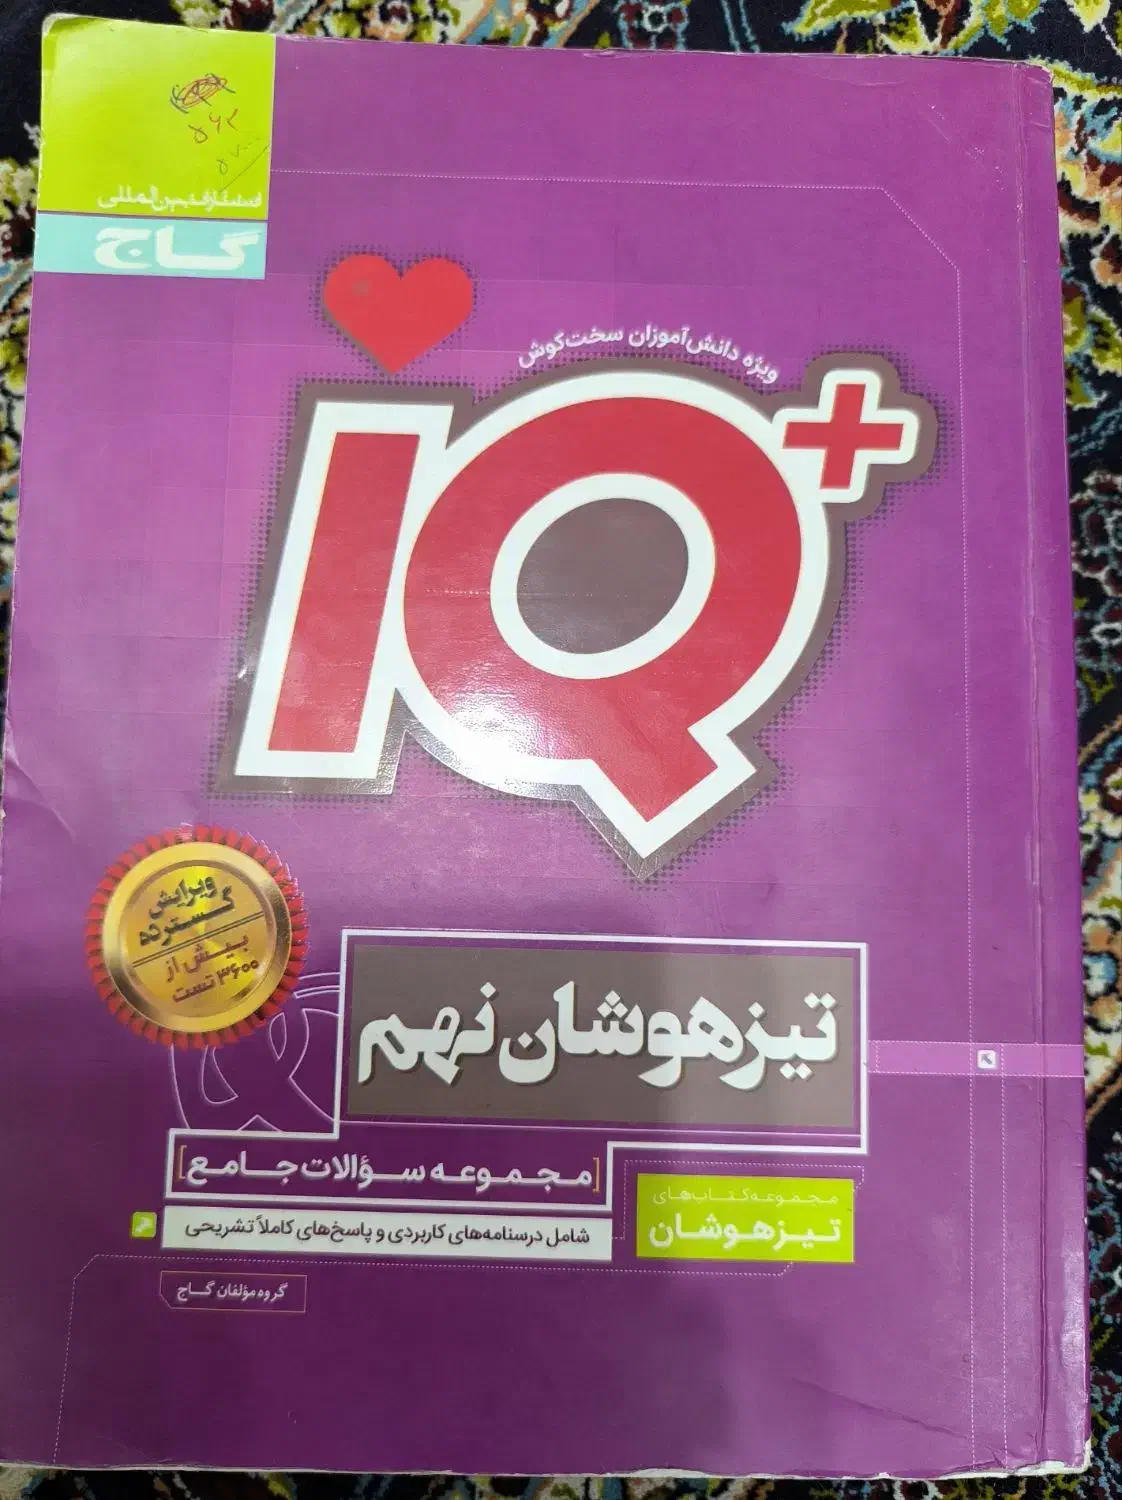 انتشارات بین‌المللی
گاج
ویژه دانش‌آموزان سخت‌کوش
IQ+
ویرایش
گسترده
بیش از
۳۶۰۰ تست
تیزهوشان نهم
[مجموعه سؤالات جامع]
شامل درسنامه‌های کاربردی و پاسخ‌های کاملاً تشریحی
مجموعه کتاب‌های
تیزهوشان
گروه مؤلفان گاج